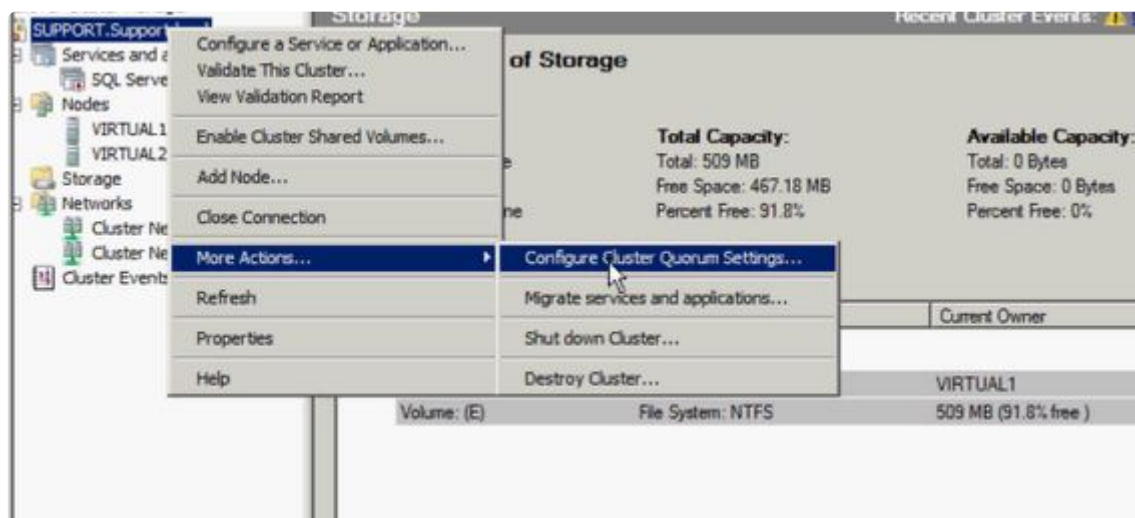 Storage
Recent Cluster Events:
SUPPORT.Support
Services and a
SQL Serve
Nodes
VIRTUAL1
VIRTUAL2
Storage
Networks
Cluster Ne
Cluster Ne
Cluster Events
Configure a Service or Application...
Validate This Cluster...
View Validation Report
Enable Cluster Shared Volumes...
Add Node...
Close Connection
More Actions...
Refresh
Properties
Help
Configure Cluster Quorum Settings...
Migrate services and applications...
Shut down Cluster...
Destroy Cluster...
of Storage
Total Capacity:
Total: 509 MB
Free Space: 467.18 MB
Percent Free: 91.8%
Available Capacity:
Total: 0 Bytes
Free Space: 0 Bytes
Percent Free: 0%
Current Owner
VIRTUAL1
Volume: (E) File System: NTFS 509 MB (91.8% free )